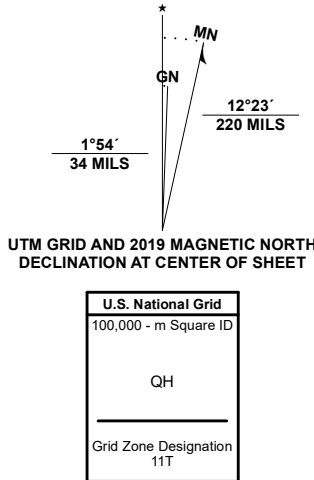 ★
MN
GN
12°23´
220 MILS
1°54´
34 MILS
UTM GRID AND 2019 MAGNETIC NORTH
DECLINATION AT CENTER OF SHEET
U.S. National Grid
100,000 - m Square ID
QH
Grid Zone Designation
11T